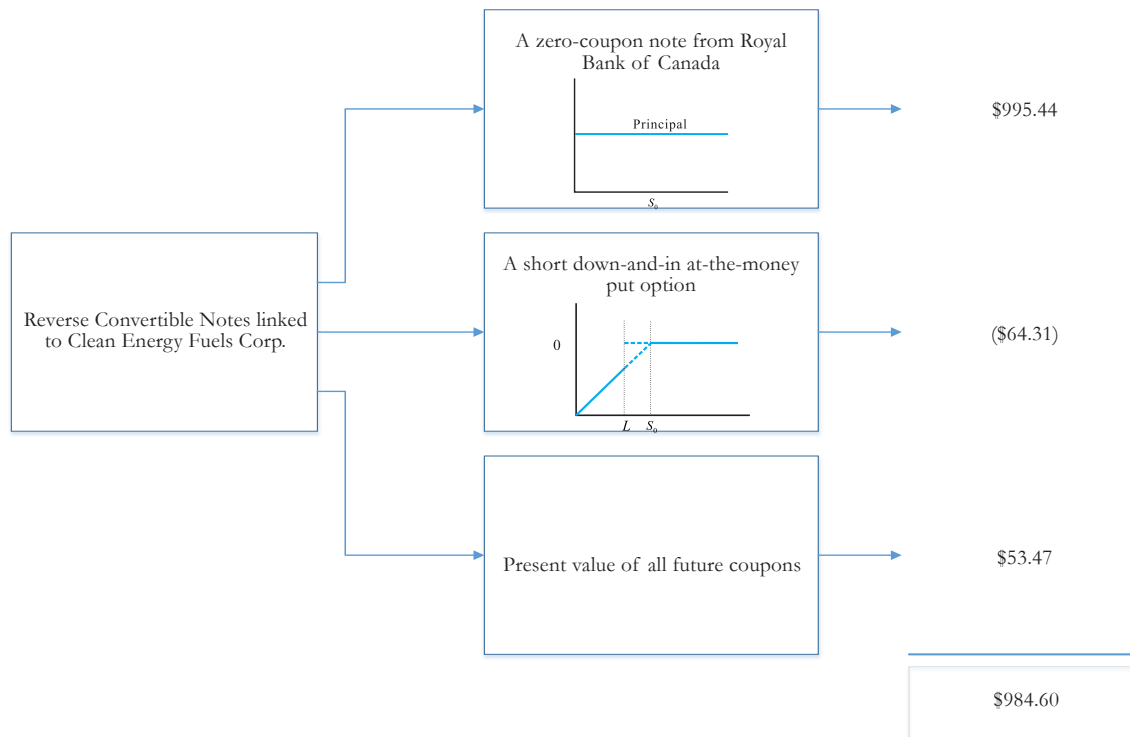 A zero-coupon note from Royal
Bank of Canada
Principal
S₀
$995.44
Reverse Convertible Notes linked
to Clean Energy Fuels Corp.
A short down-and-in at-the-money
put option
0
L S₀
($64.31)
Present value of all future coupons
$53.47
$984.60